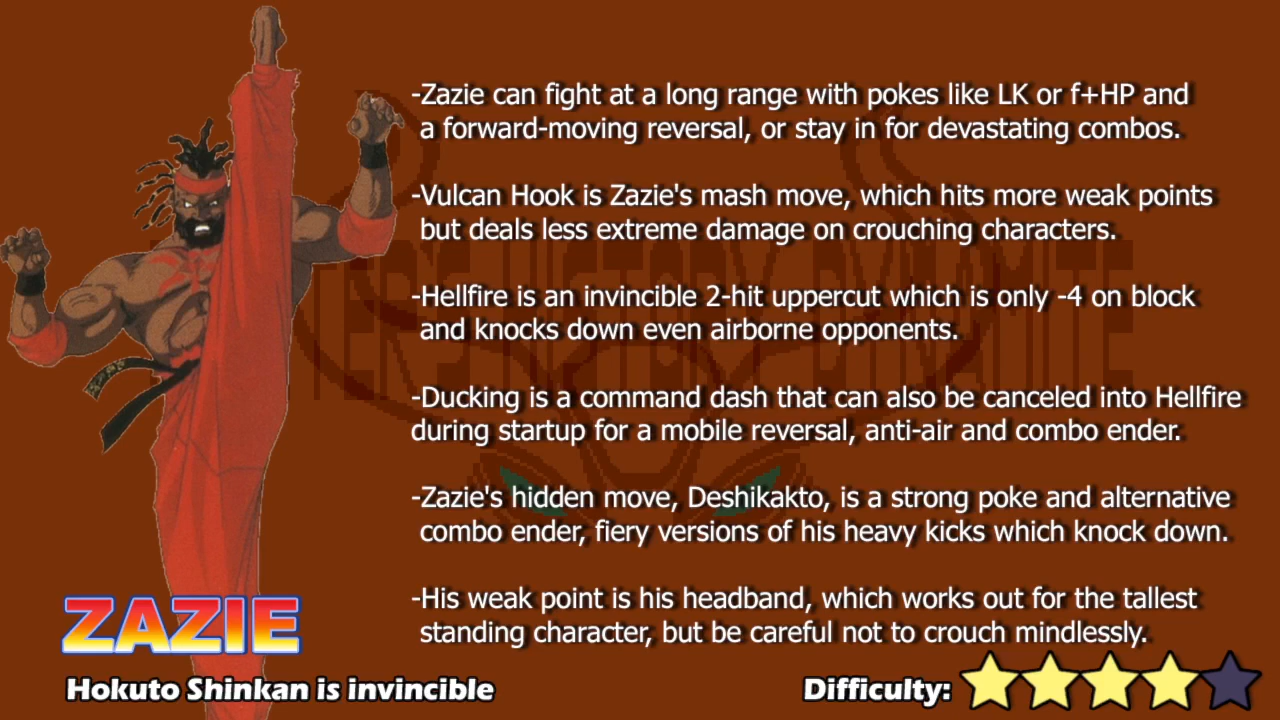 -Zazie can fight at a long range with pokes like LK or f+HP and
a forward-moving reversal, or stay in for devastating combos.
-Vulcan Hook is Zazie's mash move, which hits more weak points
but deals less extreme damage on crouching characters.
-Hellfire is an invincible 2-hit uppercut which is only -4 on block
and knocks down even airborne opponents.
-Ducking is a command dash that can also be canceled into Hellfire
during startup for a mobile reversal, anti-air and combo ender.
-Zazie's hidden move, Deshikakto, is a strong poke and alternative
combo ender, fiery versions of his heavy kicks which knock down.
-His weak point is his headband, which works out for the tallest
standing character, but be careful not to crouch mindlessly.
ZAZIE
Hokuto Shinkan is invincible
Difficulty: